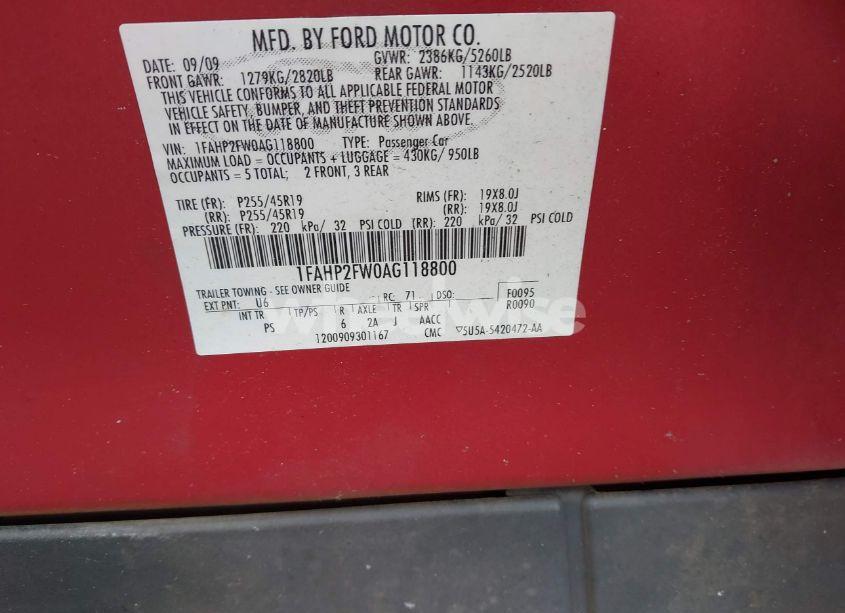 MFD. BY FORD MOTOR CO.
DATE: 09/09 GVWR: 2386KG/5260LB
FRONT GAWR: 1279KG/2820LB REAR GAWR: 1143KG/2520LB
THIS VEHICLE CONFORMS TO ALL APPLICABLE FEDERAL MOTOR
VEHICLE SAFETY, BUMPER, AND THEFT PREVENTION STANDARDS
IN EFFECT ON THE DATE OF MANUFACTURE SHOWN ABOVE.
VIN: 1FAHP2FW0AG118800 TYPE: Passenger Car
MAXIMUM LOAD = OCCUPANTS + LUGGAGE = 430KG/ 950LB
OCCUPANTS = 5 TOTAL; 2 FRONT, 3 REAR
TIRE (FR): P255/45R19 RIMS (FR): 19X8.0J
(RR): P255/45R19 (RR): 19X8.0J
PRESSURE (FR): 220 kPa/ 32 PSI COLD (RR): 220 kPa/ 32 PSI COLD
1FAHP2FW0AG118800
TRAILER TOWING - SEE OWNER GUIDE
EXT PNT: U6 RC: 71 DSO: F0095
R0090
INT TR TP/PS R AXLE TR SPR
PS 6 2A J AACC
1200909301167 CMC ▽5U5A-5420472-AA
wheelwise